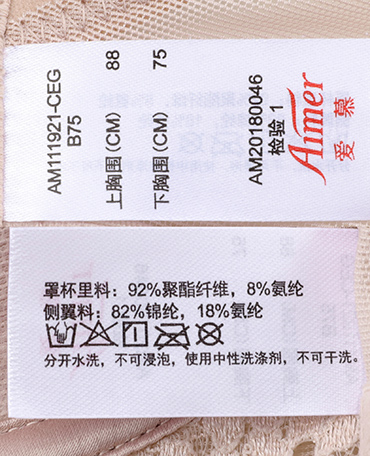 AM111921-CEG
B75
上胸围(CM) 88
下胸围(CM) 75
AM20180046
检验 1
Aimer
爱慕
罩杯里料：92%聚酯纤维，8%氨纶
侧翼料：82%锦纶，18%氨纶
分开水洗，不可浸泡，使用中性洗涤剂，不可干洗。